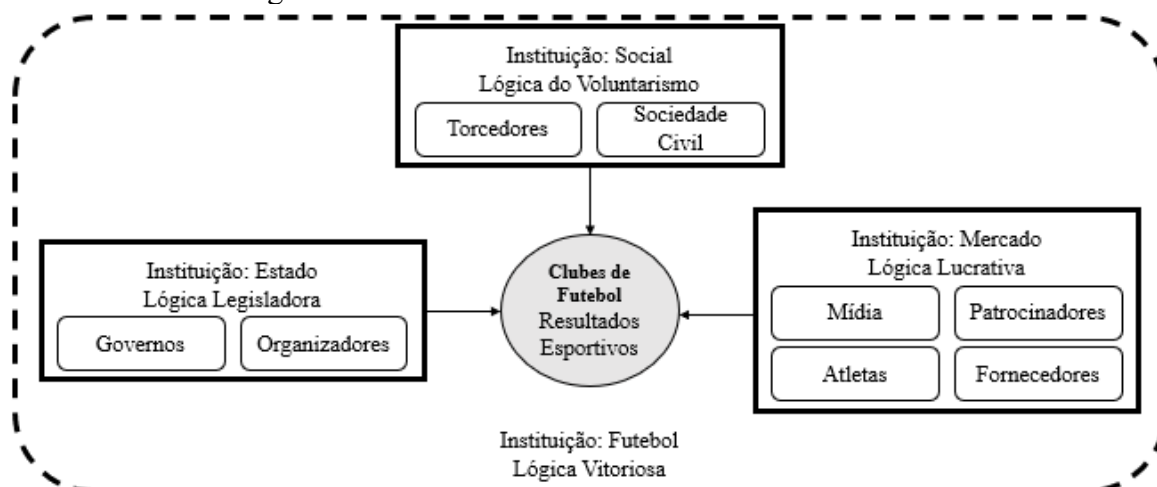 Instituição: Social
Lógica do Voluntarismo
Torcedores
Sociedade
Civil
Instituição: Estado
Lógica Legisladora
Governos
Organizadores
Clubes de
Futebol
Resultados
Esportivos
Instituição: Mercado
Lógica Lucrativa
Mídia
Patrocinadores
Atletas
Fornecedores
Instituição: Futebol
Lógica Vitoriosa